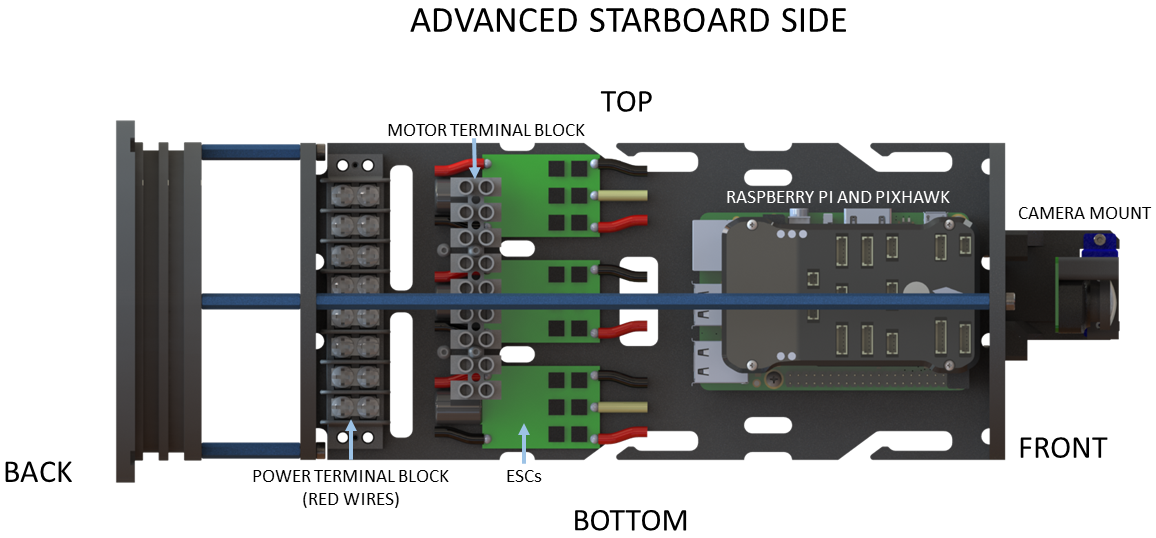 ADVANCED STARBOARD SIDE
TOP
MOTOR TERMINAL BLOCK
RASPBERRY PI AND PIXHAWK
CAMERA MOUNT
BACK
FRONT
POWER TERMINAL BLOCK
(RED WIRES)
ESCs
BOTTOM